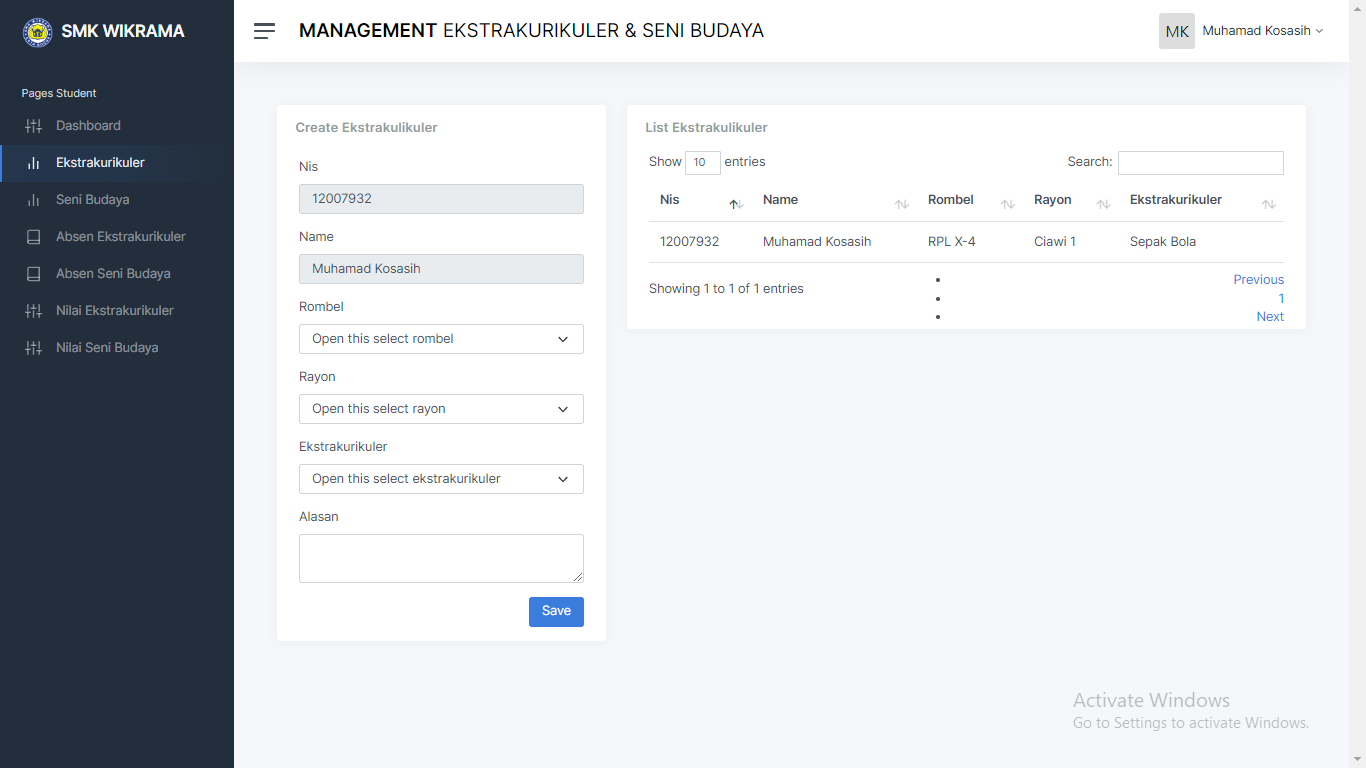 SMK WIKRAMA
MANAGEMENT EKSTRAKURIKULER & SENI BUDAYA
MK Muhamad Kosasih
Pages Student
Dashboard
Ekstrakurikuler
Seni Budaya
Absen Ekstrakurikuler
Absen Seni Budaya
Nilai Ekstrakurikuler
Nilai Seni Budaya
Create Ekstrakulikuler
Nis
12007932
Name
Muhamad Kosasih
Rombel
Open this select rombel
Rayon
Open this select rayon
Ekstrakurikuler
Open this select ekstrakurikuler
Alasan
Save
List Ekstrakulikuler
Show 10 entries
Search:
Nis Name Rombel Rayon Ekstrakurikuler
12007932 Muhamad Kosasih RPL X-4 Ciawi 1 Sepak Bola
Showing 1 to 1 of 1 entries
Previous
1
Next
Activate Windows
Go to Settings to activate Windows.